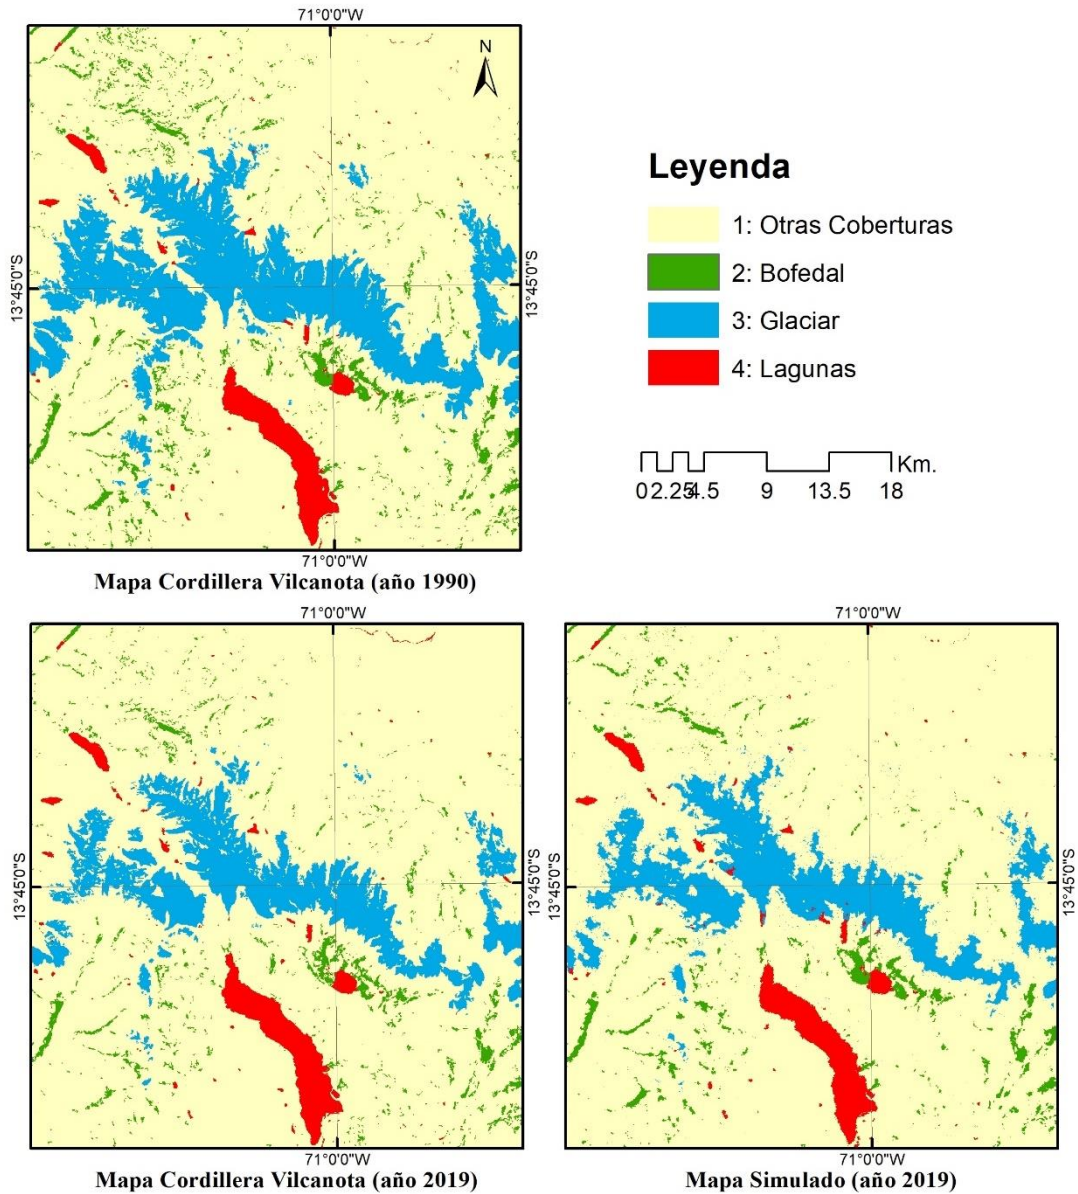 71°0'0"W
N
13°45'0"S
13°45'0"S
71°0'0"W
Mapa Cordillera Vilcanota (año 1990)
Leyenda
1: Otras Coberturas
2: Bofedal
3: Glaciar
4: Lagunas
Km.
0 2.25 4.5 9 13.5 18
71°0'0"W
71°0'0"W
13°45'0"S
13°45'0"S
13°45'0"S
71°0'0"W
71°0'0"W
Mapa Cordillera Vilcanota (año 2019)
Mapa Simulado (año 2019)